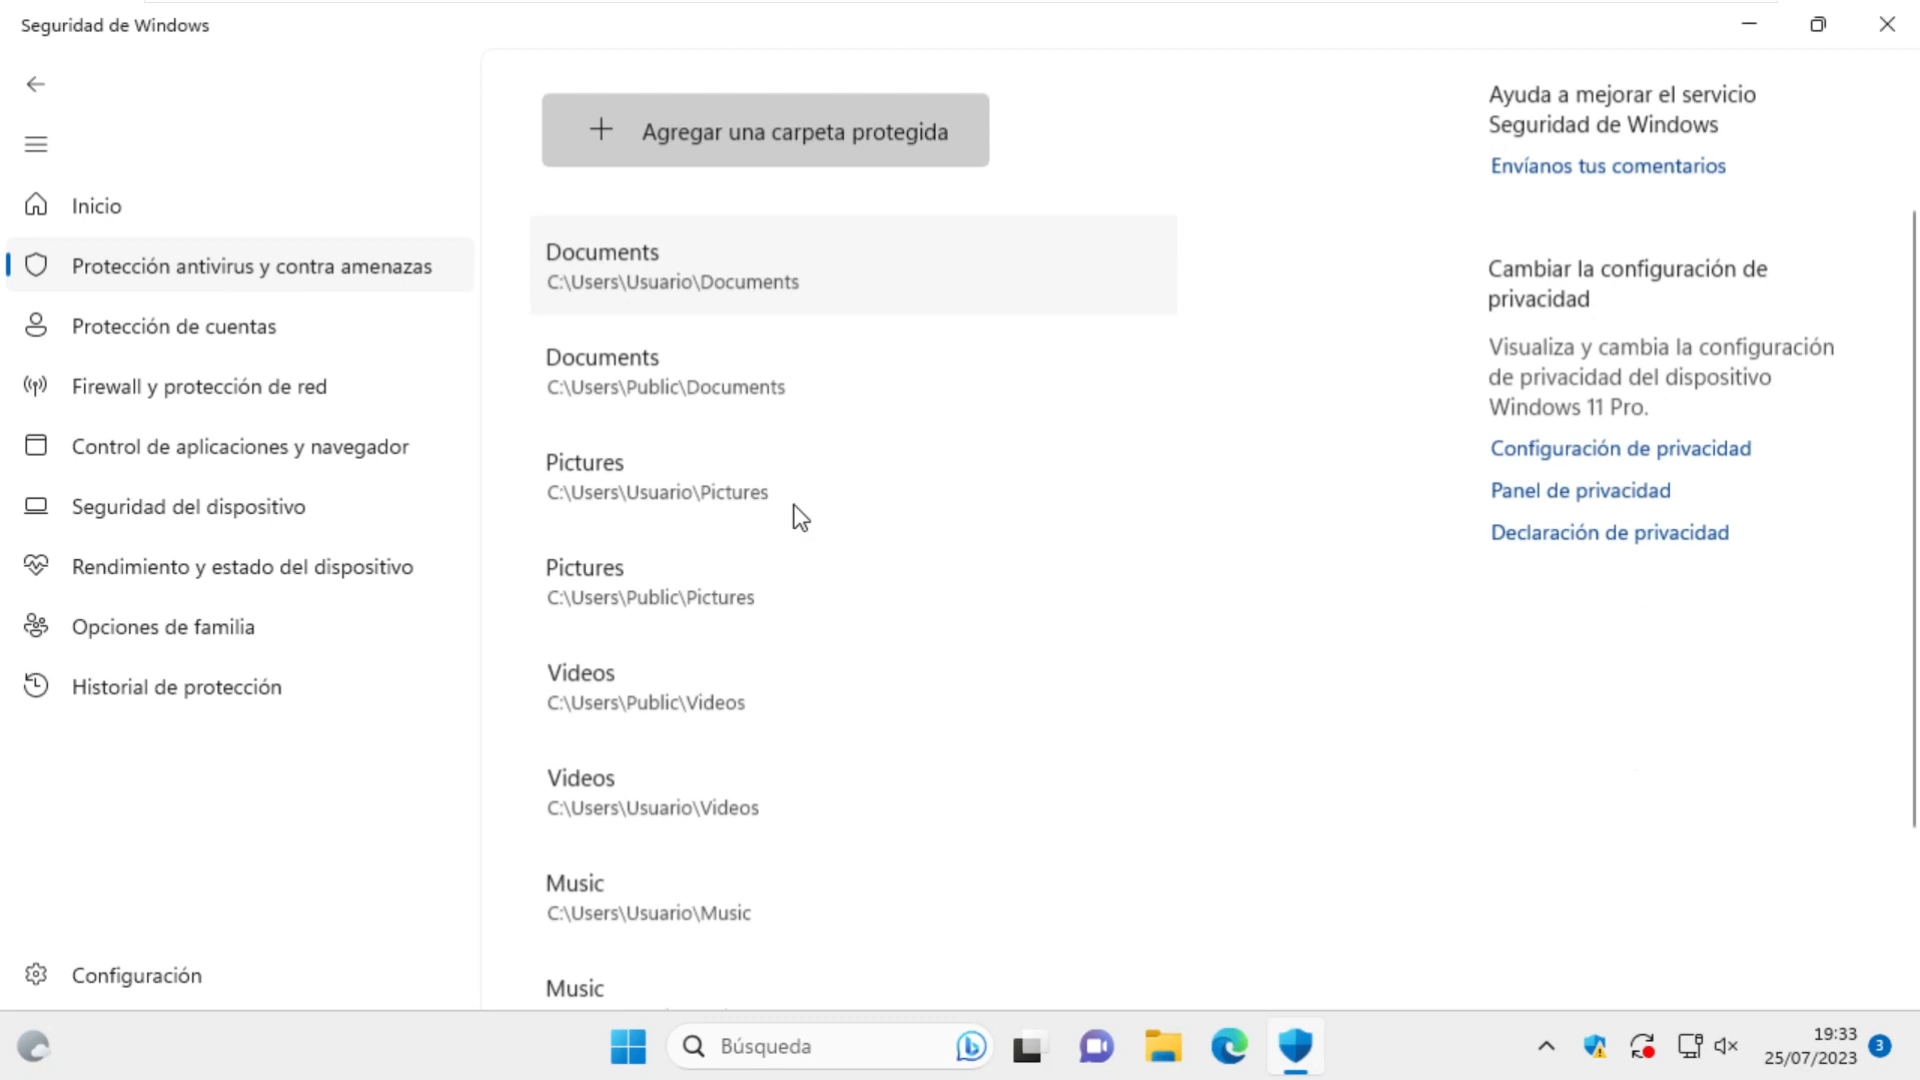 Seguridad de Windows
Inicio
Protección antivirus y contra amenazas
Protección de cuentas
Firewall y protección de red
Control de aplicaciones y navegador
Seguridad del dispositivo
Rendimiento y estado del dispositivo
Opciones de familia
Historial de protección
Configuración
Agregar una carpeta protegida
Documents
C:\Users\Usuario\Documents
Documents
C:\Users\Public\Documents
Pictures
C:\Users\Usuario\Pictures
Pictures
C:\Users\Public\Pictures
Videos
C:\Users\Public\Videos
Videos
C:\Users\Usuario\Videos
Music
C:\Users\Usuario\Music
Music
Ayuda a mejorar el servicio
Seguridad de Windows
Envíanos tus comentarios
Cambiar la configuración de
privacidad
Visualiza y cambia la configuración
de privacidad del dispositivo
Windows 11 Pro.
Configuración de privacidad
Panel de privacidad
Declaración de privacidad
Búsqueda
19:33
25/07/2023
3